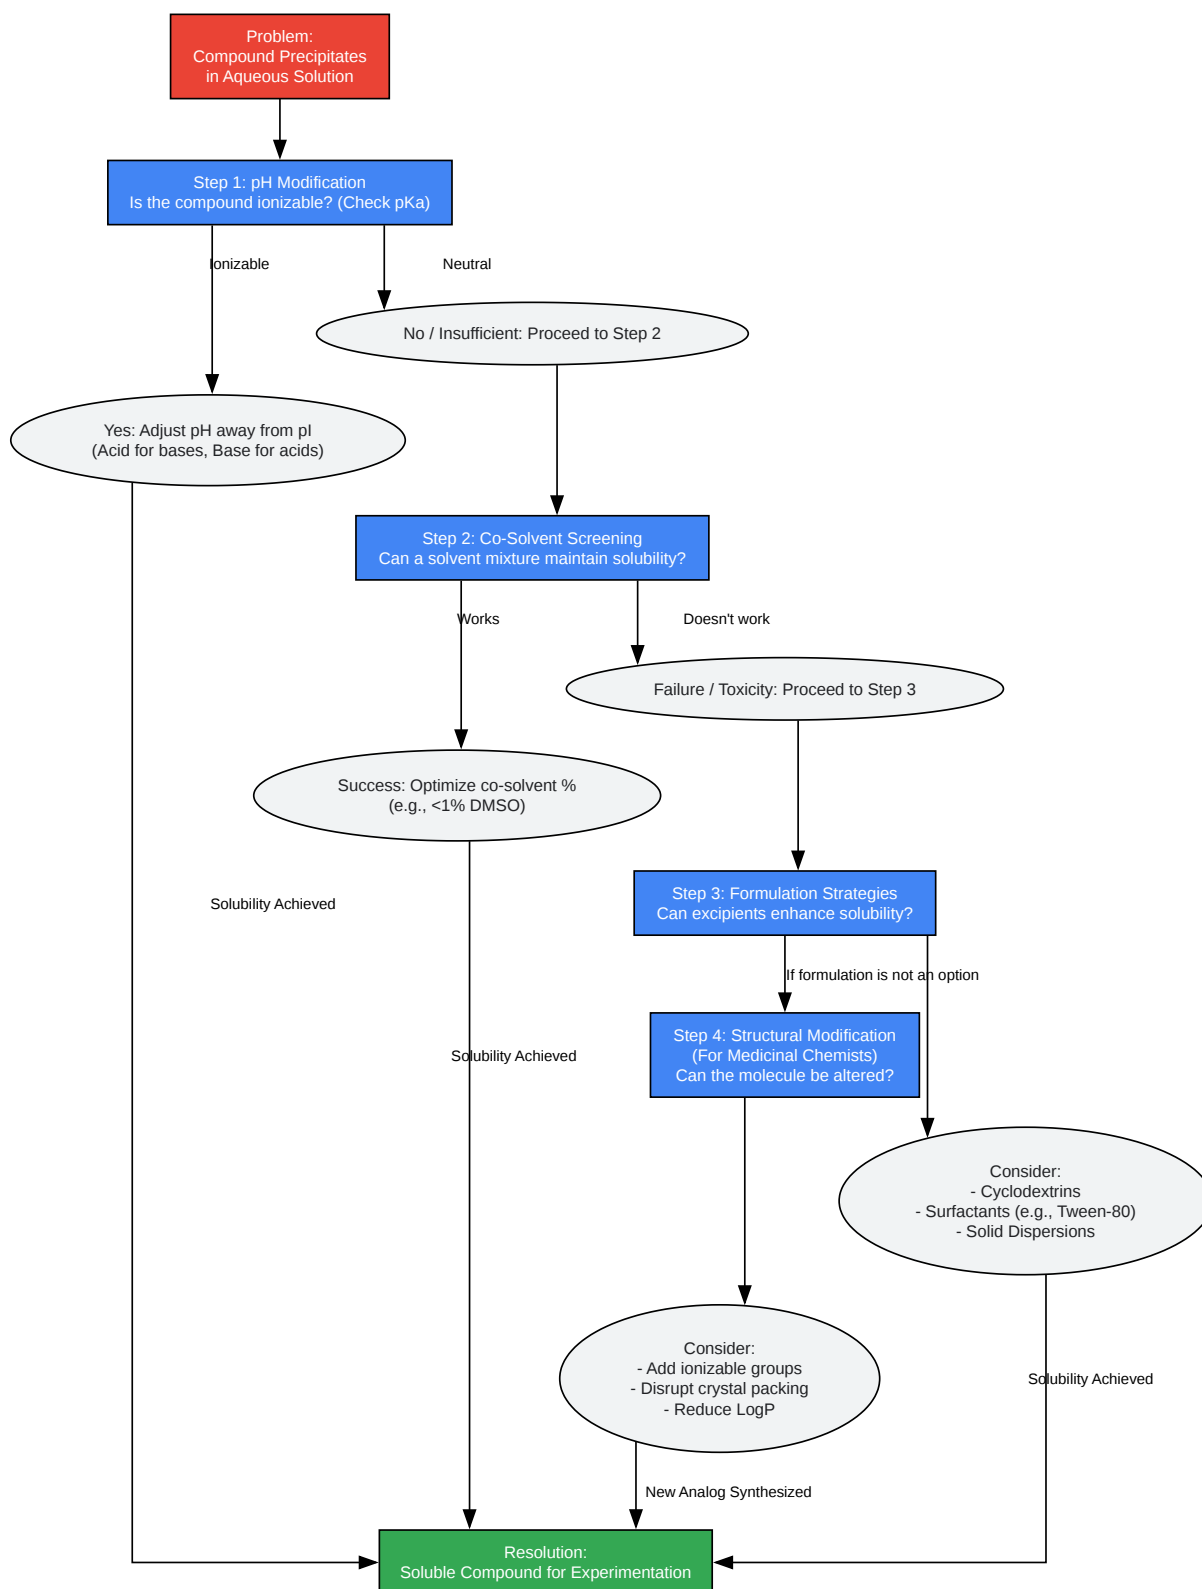 Problem:
Compound Precipitates
in Aqueous Solution
Step 1: pH Modification
Is the compound ionizable? (Check pKa)
Ionizable
Neutral
No / Insufficient: Proceed to Step 2
Yes: Adjust pH away from pI
(Acid for bases, Base for acids)
Step 2: Co-Solvent Screening
Can a solvent mixture maintain solubility?
Works
Doesn't work
Failure / Toxicity: Proceed to Step 3
Success: Optimize co-solvent %
(e.g., <1% DMSO)
Step 3: Formulation Strategies
Can excipients enhance solubility?
Solubility Achieved
If formulation is not an option
Step 4: Structural Modification
(For Medicinal Chemists)
Can the molecule be altered?
Solubility Achieved
Consider:
- Cyclodextrins
- Surfactants (e.g., Tween-80)
- Solid Dispersions
Consider:
- Add ionizable groups
- Disrupt crystal packing
- Reduce LogP
Solubility Achieved
New Analog Synthesized
Resolution:
Soluble Compound for Experimentation